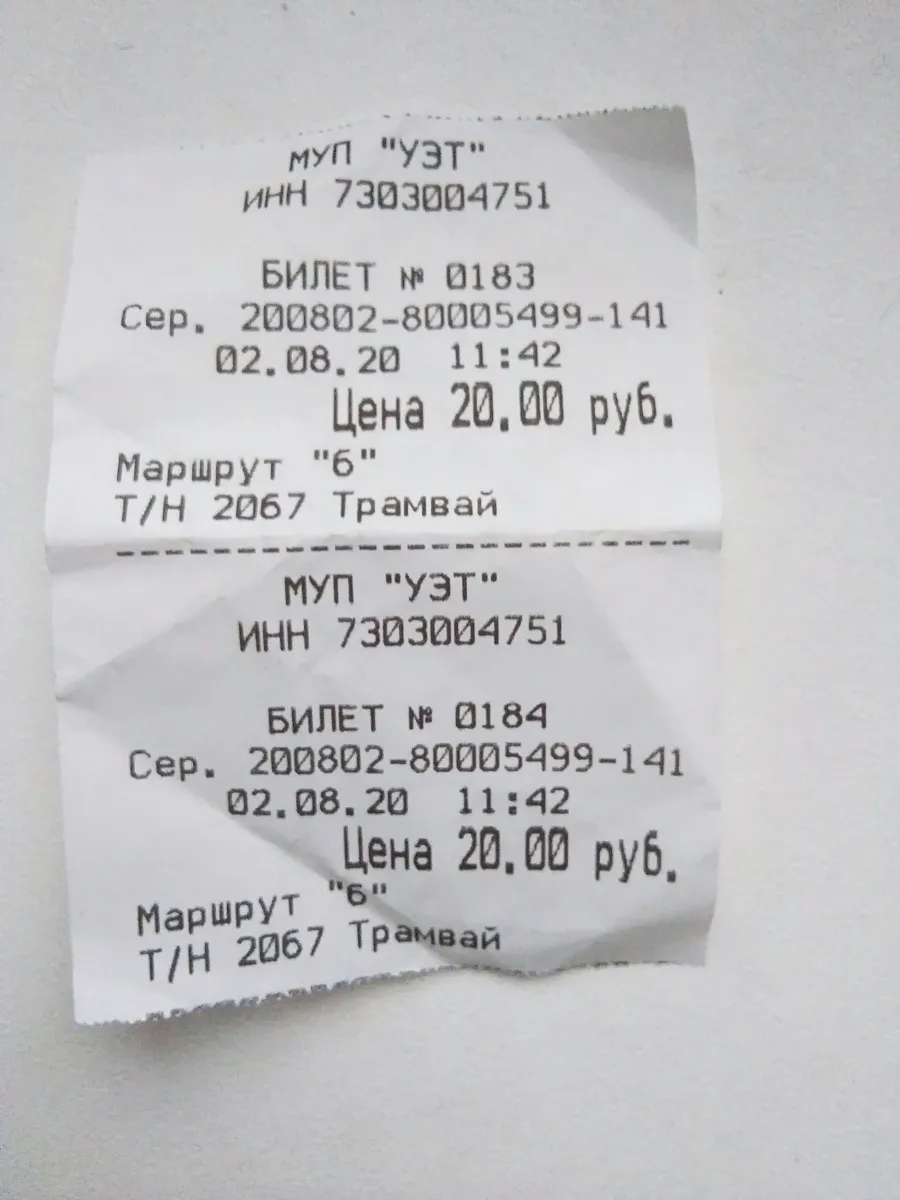 МУП "УЭТ"
ИНН 7303004751
БИЛЕТ № 0183
Сер. 200802-80005499-141
02.08.20 11:42
Цена 20.00 руб.
Маршрут "6"
Т/Н 2067 Трамвай
МУП "УЭТ"
ИНН 7303004751
БИЛЕТ № 0184
Сер. 200802-80005499-141
02.08.20 11:42
Цена 20.00 руб.
Маршрут "6"
Т/Н 2067 Трамвай